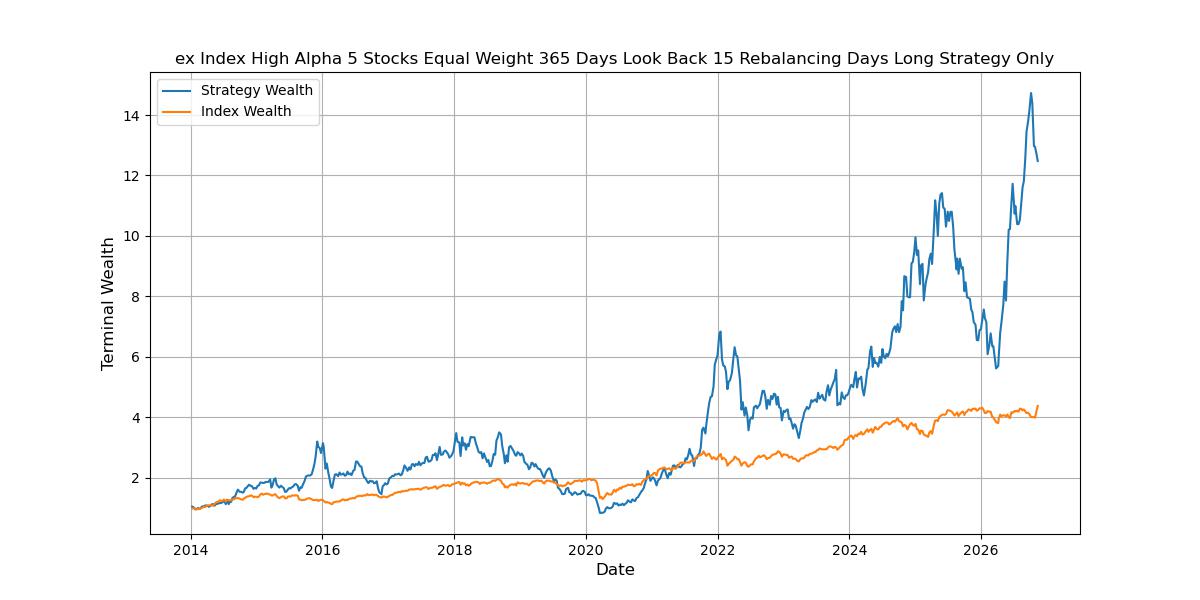 ex Index High Alpha 5 Stocks Equal Weight 365 Days Look Back 15 Rebalancing Days Long Strategy Only
Strategy Wealth
Index Wealth
14
12
10
8
6
4
2
Terminal Wealth
2014 2016 2018 2020 2022 2024 2026
Date